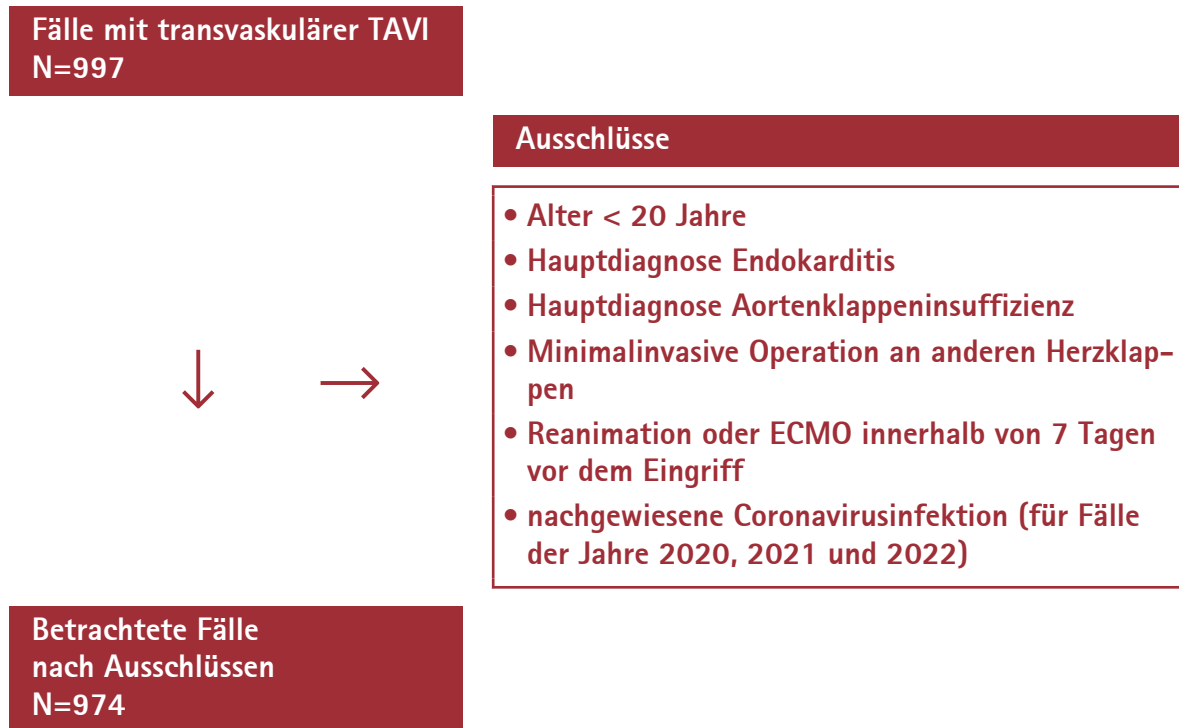 Fälle mit transvaskulärer TAVI
N=997
Ausschlüsse
• Alter < 20 Jahre
• Hauptdiagnose Endokarditis
• Hauptdiagnose Aortenklappeninsuffizienz
• Minimalinvasive Operation an anderen Herzklap-
pen
• Reanimation oder ECMO innerhalb von 7 Tagen
vor dem Eingriff
• nachgewiesene Coronavirusinfektion (für Fälle
der Jahre 2020, 2021 und 2022)
Betrachtete Fälle
nach Ausschlüssen
N=974